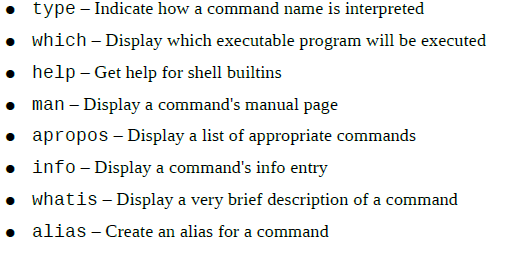 ● type – Indicate how a command name is interpreted
● which – Display which executable program will be executed
● help – Get help for shell builtins
● man – Display a command's manual page
● apropos – Display a list of appropriate commands
● info – Display a command's info entry
● whatis – Display a very brief description of a command
● alias – Create an alias for a command